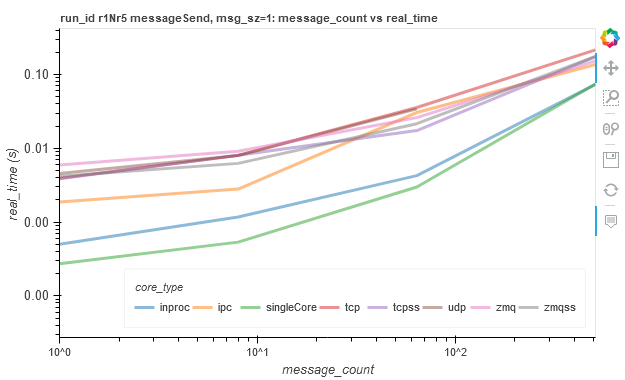 run_id r1Nr5 messageSend, msg_sz=1: message_count vs real_time
real_time (s)
0.10
0.01
0.00
0.00
core_type
inproc ipc singleCore tcp tcpss udp zmq zmqss
10^0 10^1 10^2
message_count